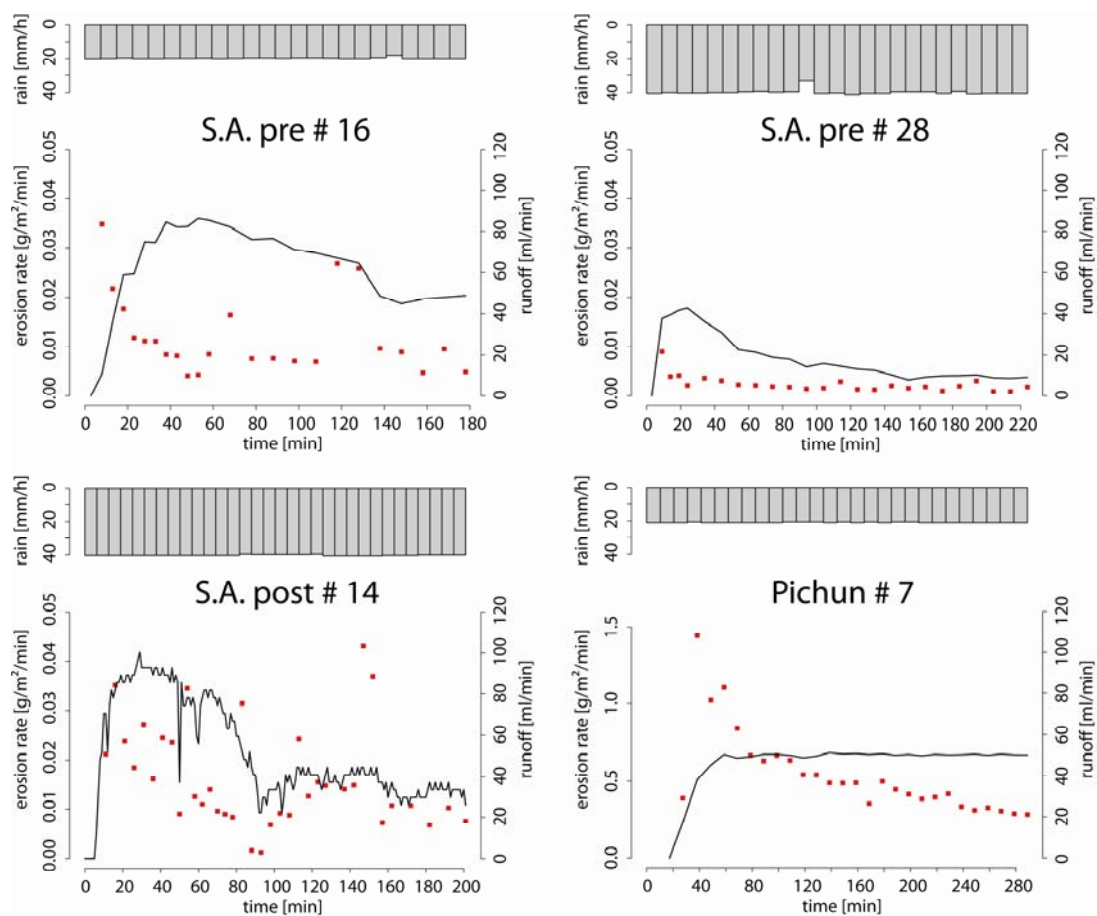 rain [mm/h]
0
20
40
S.A. pre # 16
erosion rate [g/m²/min]
0.00
0.01
0.02
0.03
0.04
0.05
runoff [ml/min]
0
20
40
60
80
100
120
0 20 40 60 80 100 120 140 160 180
time [min]
rain [mm/h]
0
20
40
S.A. pre # 28
erosion rate [g/m²/min]
0.00
0.01
0.02
0.03
0.04
0.05
runoff [ml/min]
0
20
40
60
80
100
120
0 20 40 60 80 100 120 140 160 180 200 220
time [min]
rain [mm/h]
0
20
40
S.A. post # 14
erosion rate [g/m²/min]
0.00
0.01
0.02
0.03
0.04
0.05
runoff [ml/min]
0
20
40
60
80
100
120
0 20 40 60 80 100 120 140 160 180 200
time [min]
rain [mm/h]
0
20
40
Pichun # 7
erosion rate [g/m²/min]
0.0
0.5
1.0
1.5
runoff [ml/min]
0
20
40
60
80
100
120
0 40 80 120 160 200 240 280
time [min]